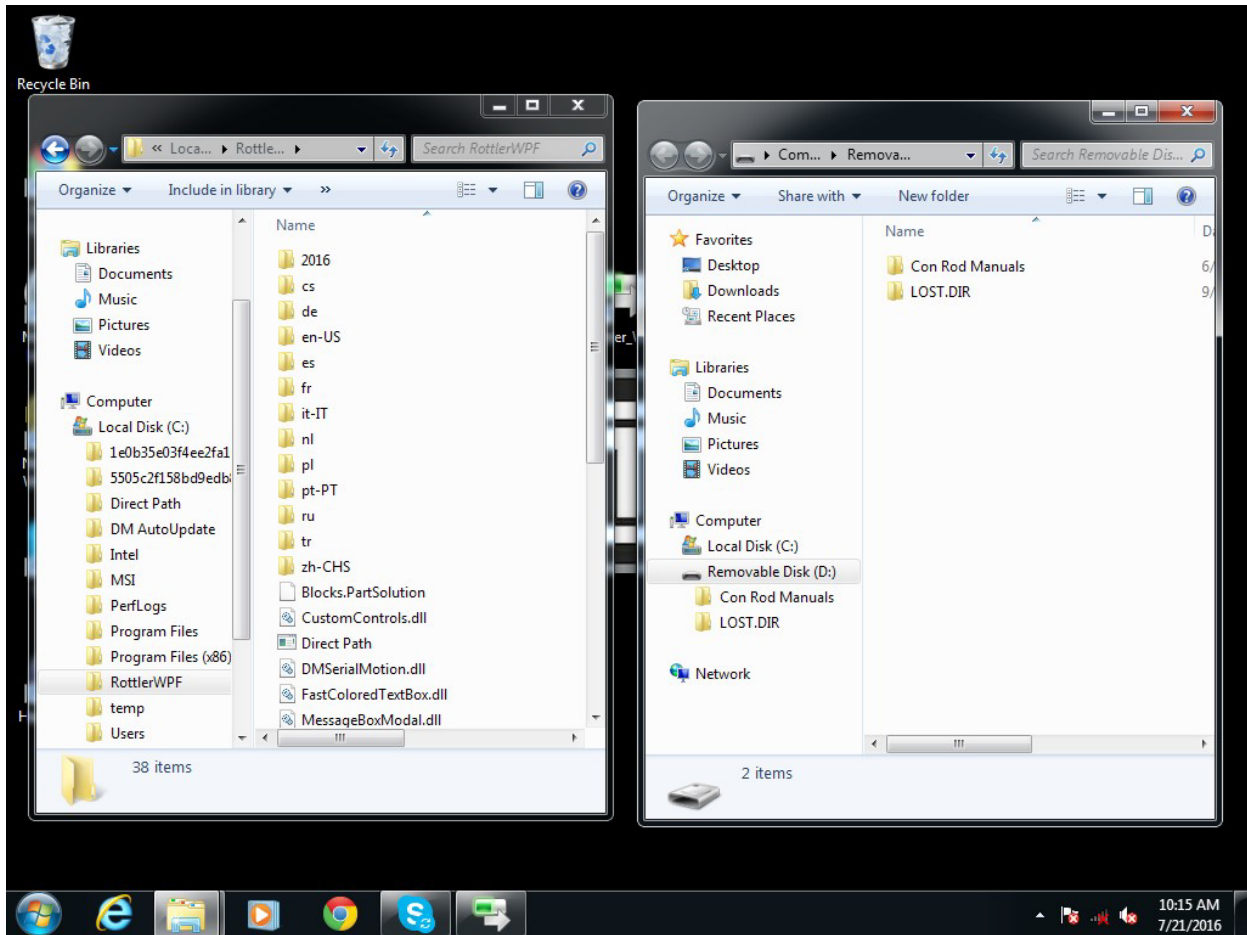 Recycle Bin
« Loca... Rottle...
Search RottlerWPF
Organize
Include in library
»
Libraries
Documents
Music
Pictures
Videos
Computer
Local Disk (C:)
1e0b35e03f4ee2fa1
5505c2f158bd9edb
Direct Path
DM AutoUpdate
Intel
MSI
PerfLogs
Program Files
Program Files (x86)
RottlerWPF
temp
Users
Name
2016
cs
de
en-US
es
fr
it-IT
nl
pl
pt-PT
ru
tr
zh-CHS
Blocks.PartSolution
CustomControls.dll
Direct Path
DMSerialMotion.dll
FastColoredTextBox.dll
MessageBoxModal.dll
38 items
er_
Com... Remova...
Search Removable Dis...
Organize
Share with
New folder
Favorites
Desktop
Downloads
Recent Places
Libraries
Documents
Music
Pictures
Videos
Computer
Local Disk (C:)
Removable Disk (D:)
Con Rod Manuals
LOST.DIR
Network
Name
Con Rod Manuals 6/
LOST.DIR 9/
2 items
10:15 AM
7/21/2016